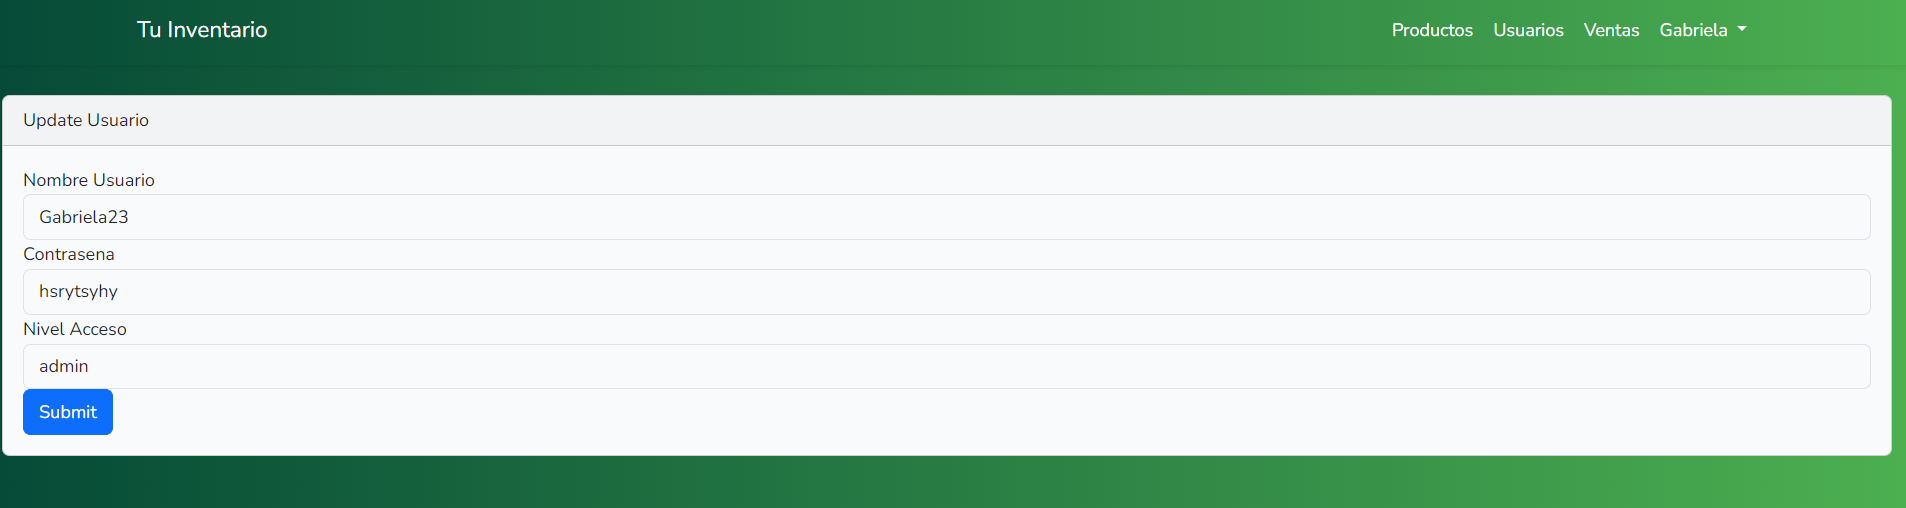 Tu Inventario
Productos Usuarios Ventas Gabriela
Update Usuario
Nombre Usuario
Gabriela23
Contrasena
hsrytsyhy
Nivel Acceso
admin
Submit